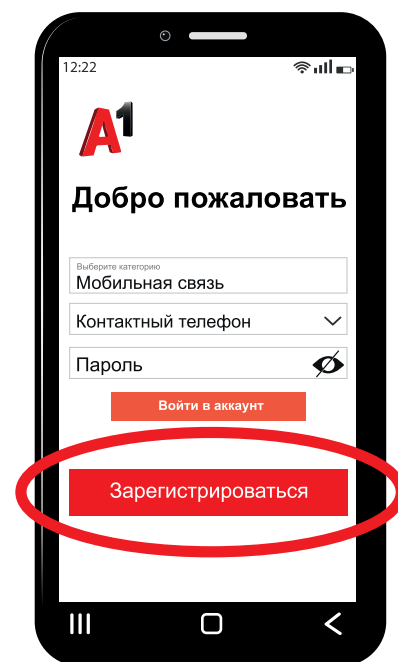 12:22
A1
Добро пожаловать
Выберите категорию
Мобильная связь
Контактный телефон
Пароль
Войти в аккаунт
Зарегистрироваться